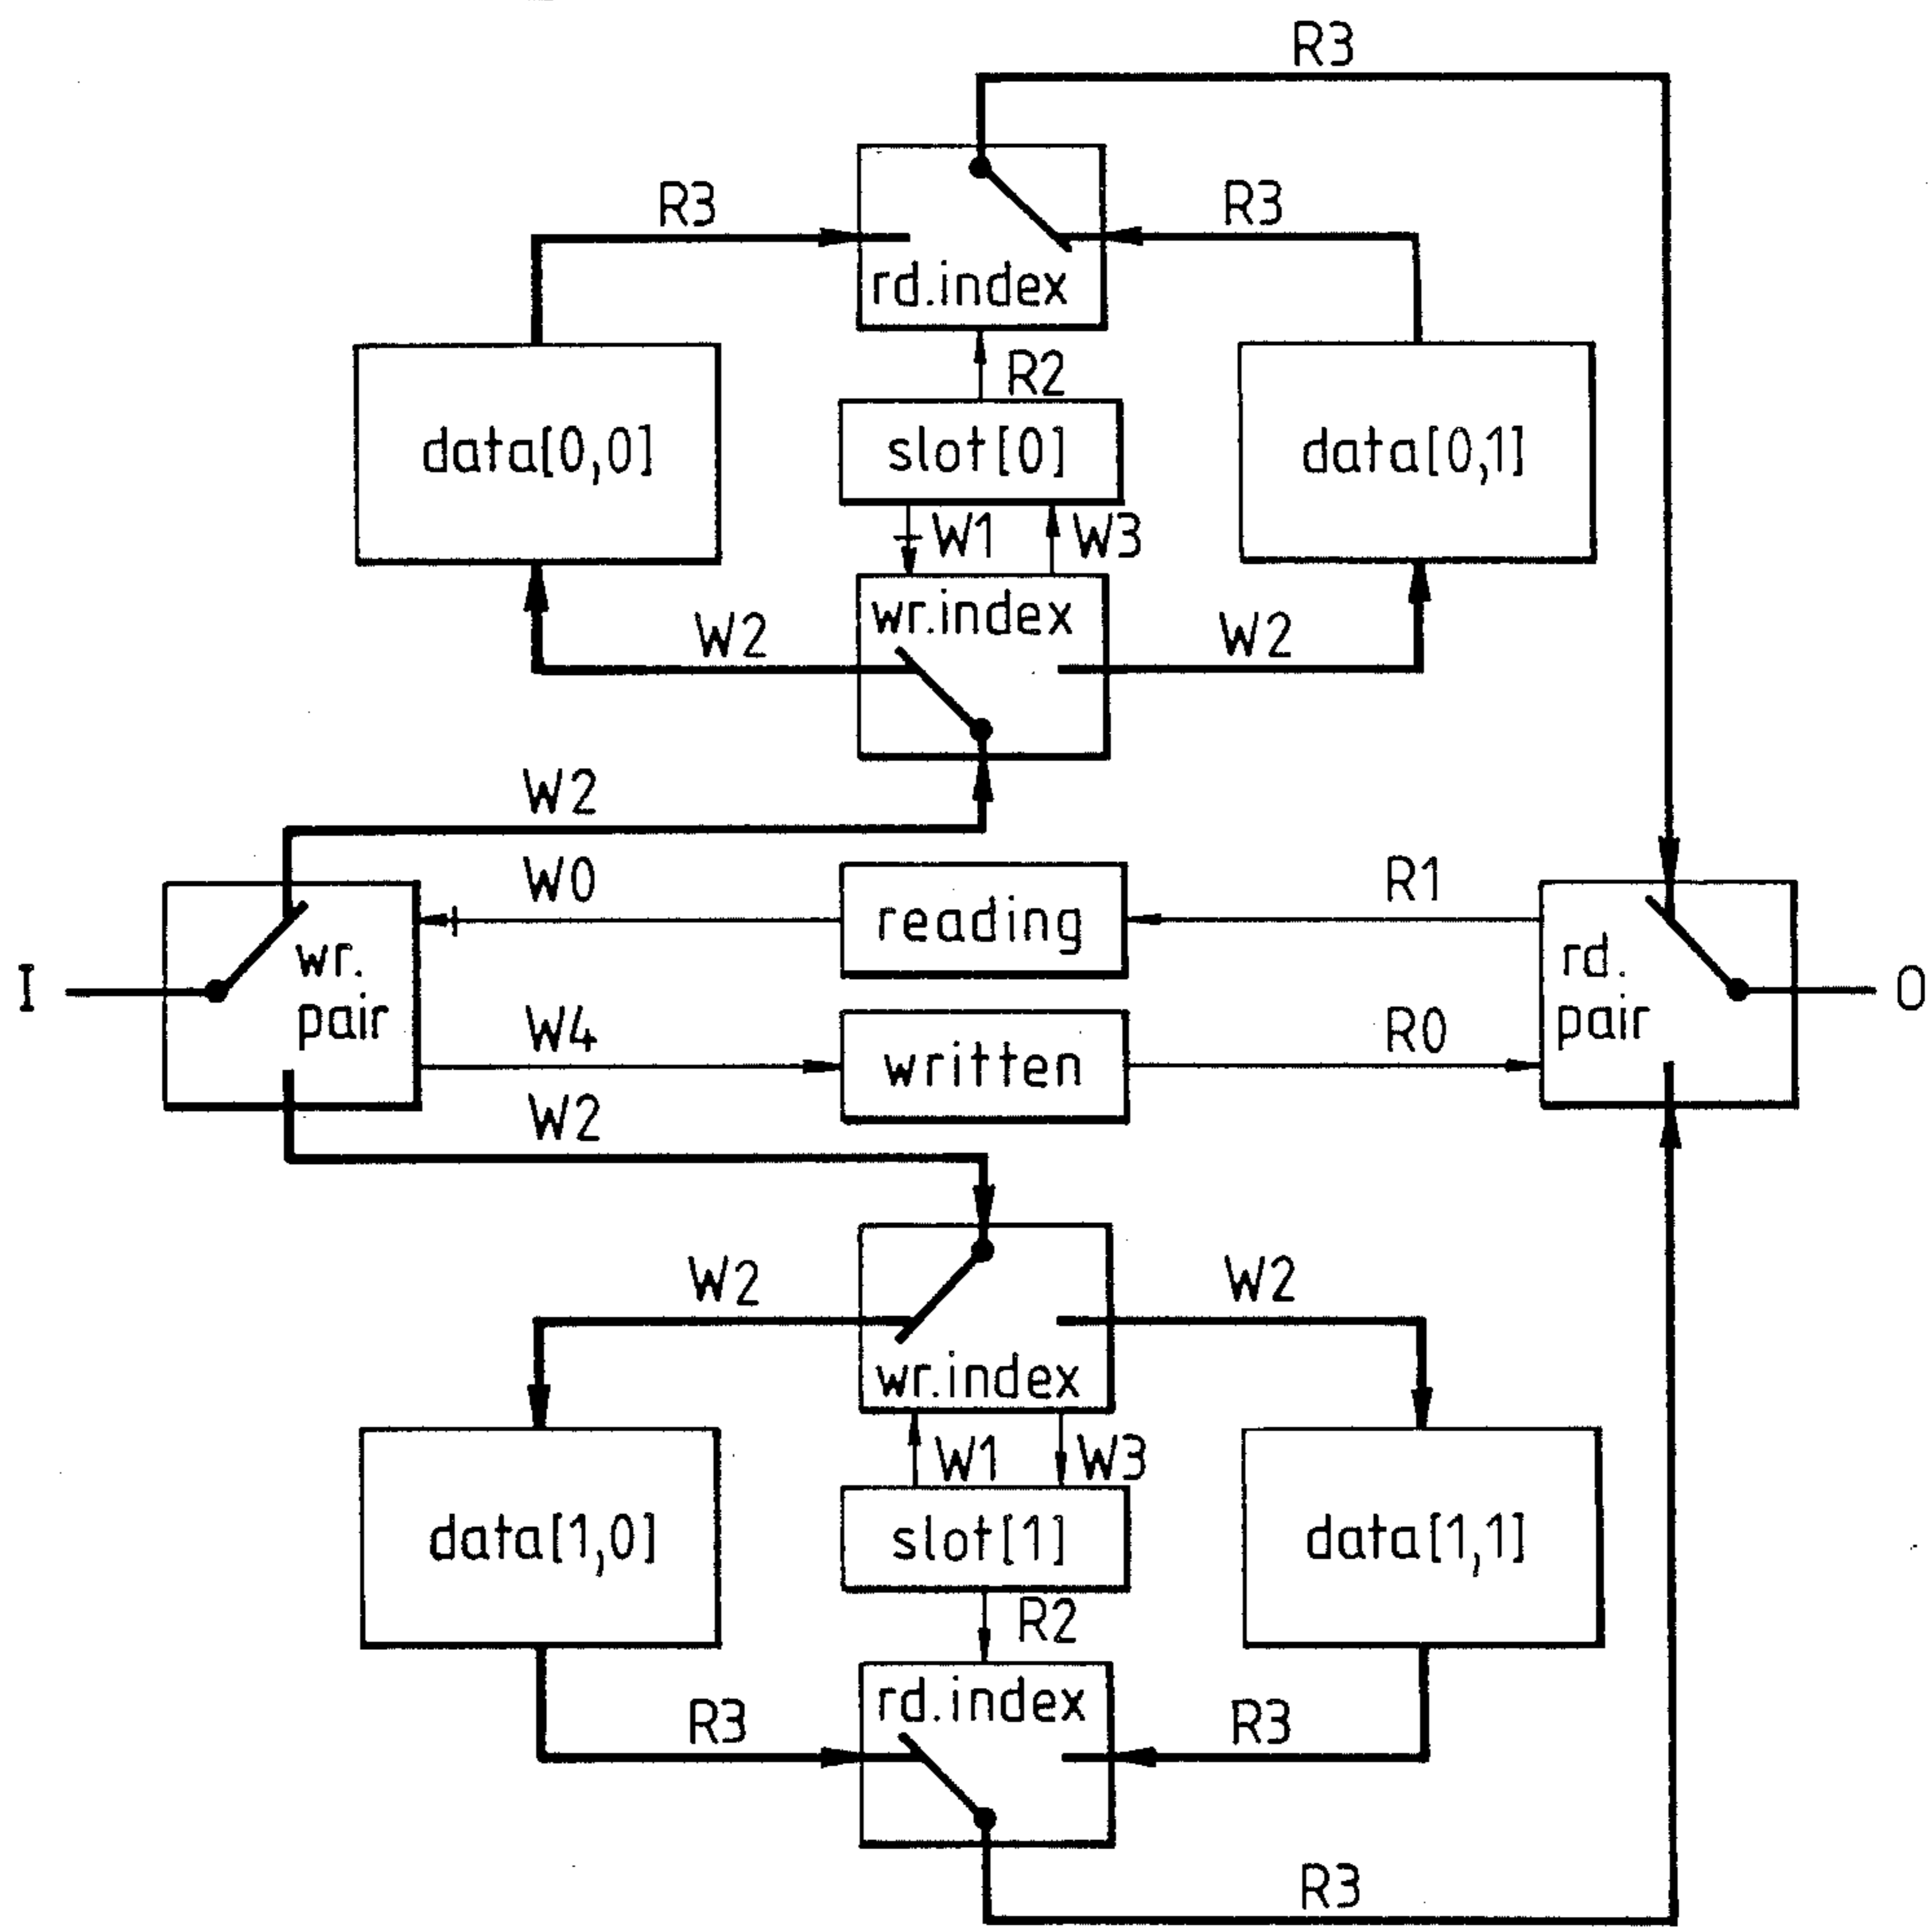 R3
R3
R3
rd.index
R2
data[0,0]
slot[0]
data[0,1]
W1
W3
wr.index
W2
W2
W2
W0
reading
R1
I
wr.
pair
rd.
pair
O
W4
written
R0
W2
W2
W2
wr.index
W1
W3
data[1,0]
slot[1]
data[1,1]
R2
rd.index
R3
R3
R3